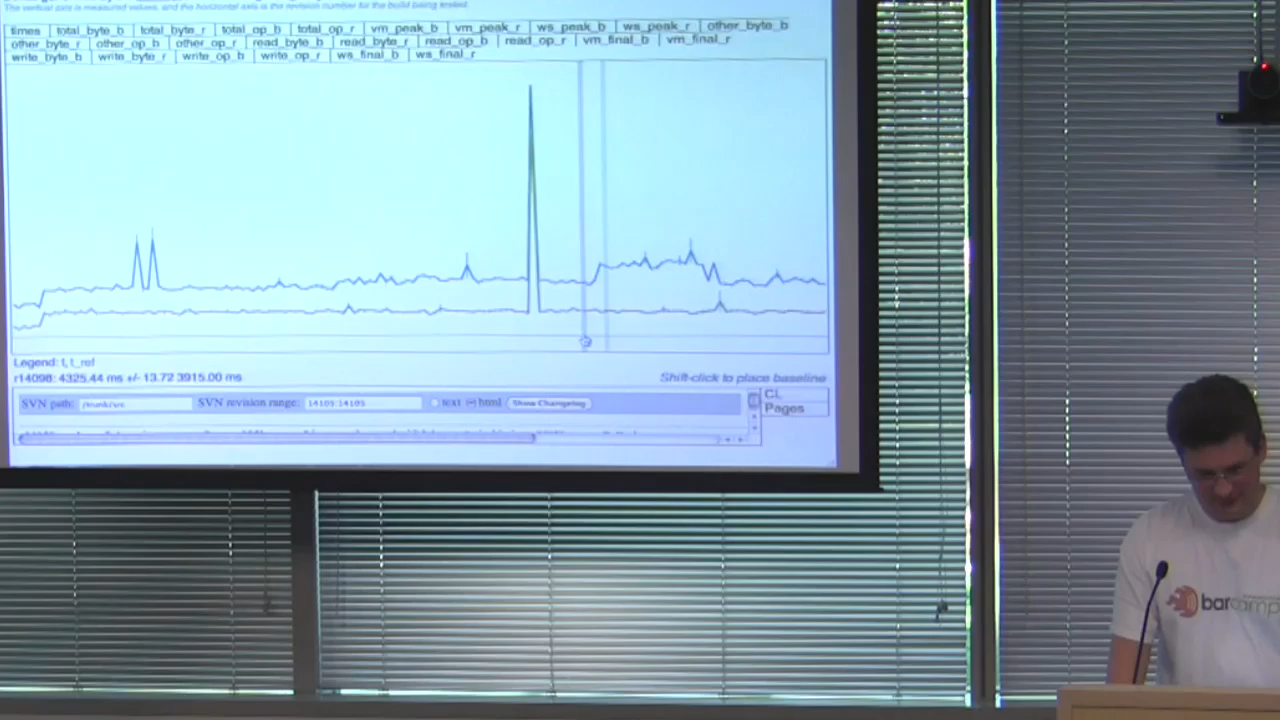 The vertical axis is measured values, and the horizontal axis is the revision number for the build being tested.
times | total_byte_b | total_byte_r | total_op_b | total_op_r | vm_peak_b | vm_peak_r | ws_peak_b | ws_peak_r | other_byte_b
other_byte_r | other_op_b | other_op_r | read_byte_b | read_byte_r | read_op_b | read_op_r | vm_final_b | vm_final_r
write_byte_b | write_byte_r | write_op_b | write_op_r | ws_final_b | ws_final_r
Legend: t, t_ref
r14098: 4325.44 ms +/- 13.72 3915.00 ms
Shift-click to place baseline
SVN path: SVN revision range: 14105:14105 text html Show Changelog
CL
Pages
barcamp